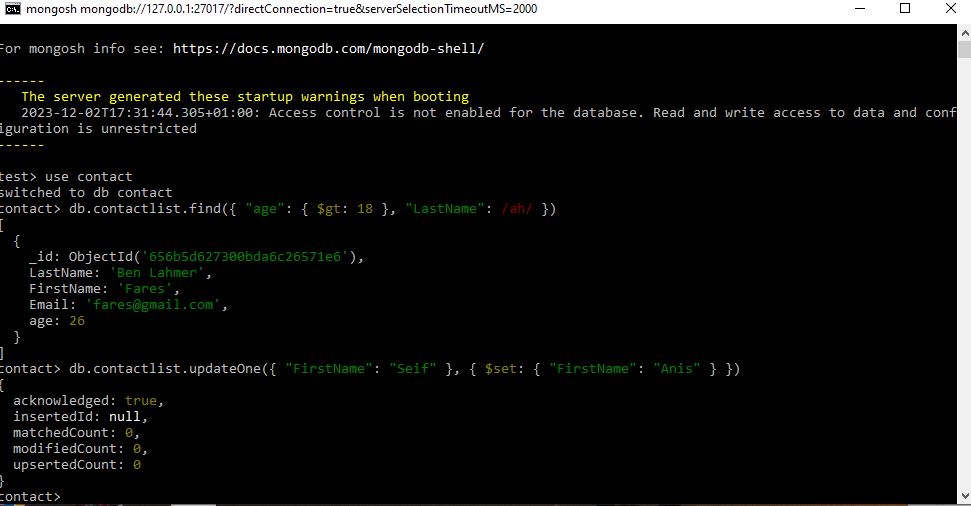 mongosh mongodb://127.0.0.1:27017/?directConnection=true&serverSelectionTimeoutMS=2000
For mongosh info see: https://docs.mongodb.com/mongodb-shell/
------
   The server generated these startup warnings when booting
   2023-12-02T17:31:44.305+01:00: Access control is not enabled for the database. Read and write access to data and conf
iguration is unrestricted
------
test> use contact
switched to db contact
contact> db.contactlist.find({ "age": { $gt: 18 }, "LastName": /ah/ })
[
  {
    _id: ObjectId('656b5d627300bda6c26571e6'),
    LastName: 'Ben Lahmer',
    FirstName: 'Fares',
    Email: 'fares@gmail.com',
    age: 26
  }
]
contact> db.contactlist.updateOne({ "FirstName": "Seif" }, { $set: { "FirstName": "Anis" } })
{
  acknowledged: true,
  insertedId: null,
  matchedCount: 0,
  modifiedCount: 0,
  upsertedCount: 0
}
contact>